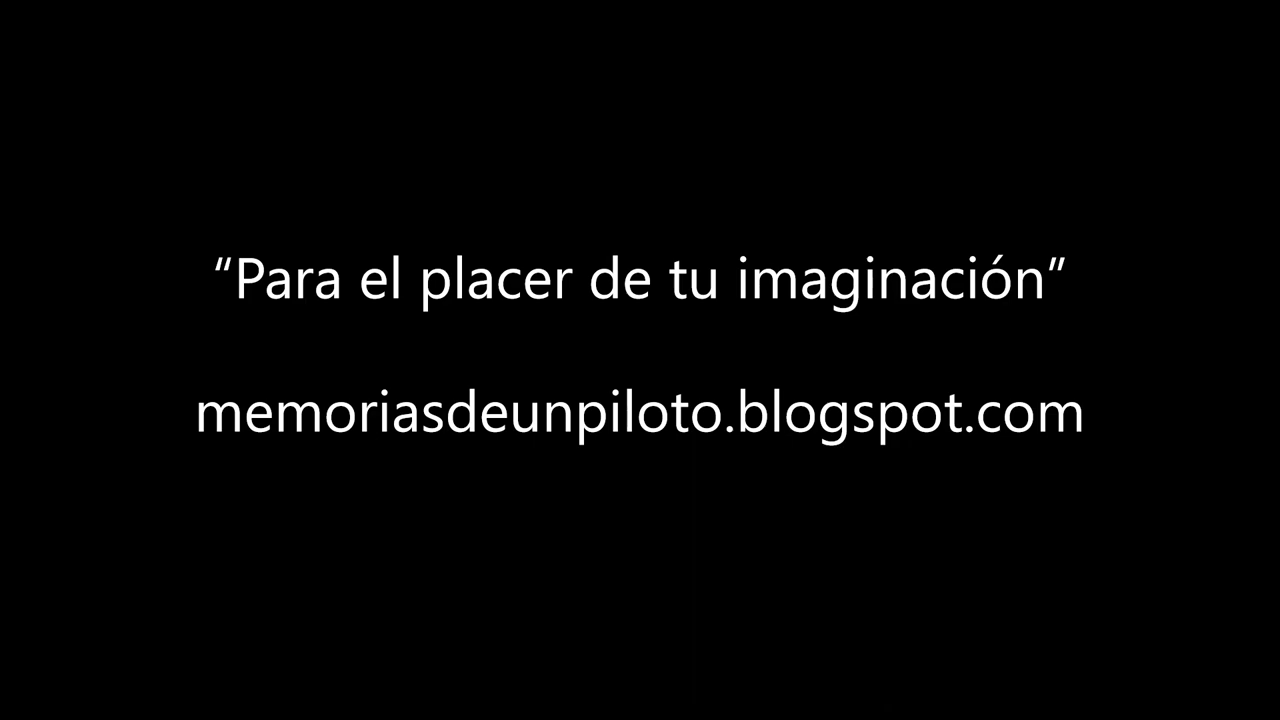 “Para el placer de tu imaginación”
memoriasdeunpiloto.blogspot.com